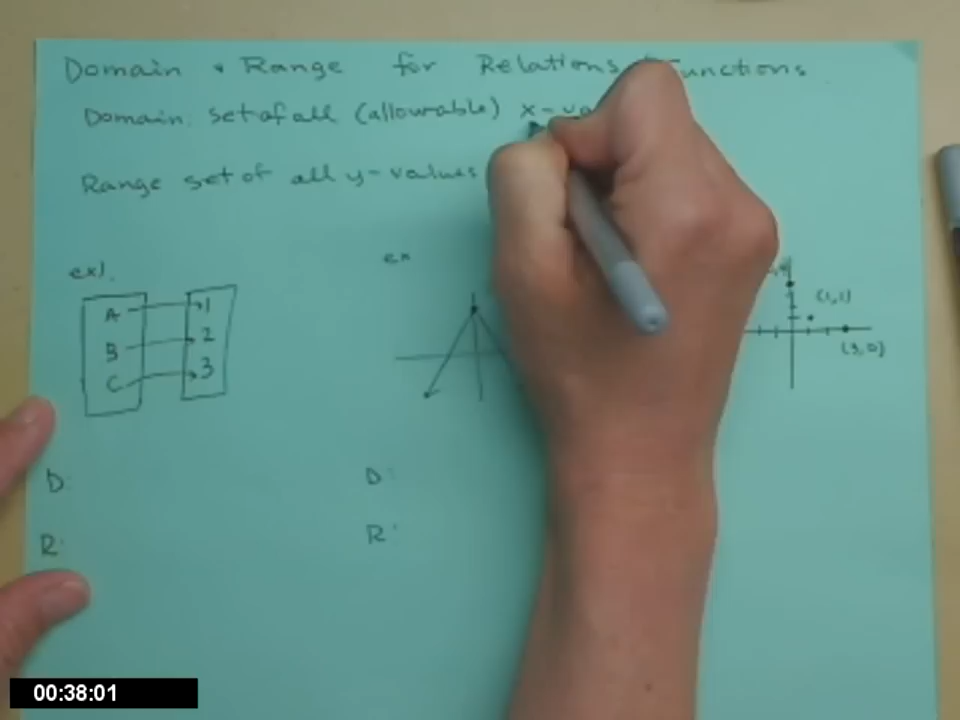 Domain & Range for Relations
Domain: set of all (allowable) x-va
Range set of all y-values
ex1.
ex
A 1
B 2
C 3
(1,1)
(3,0)
D:
D:
R:
R:
00:38:01